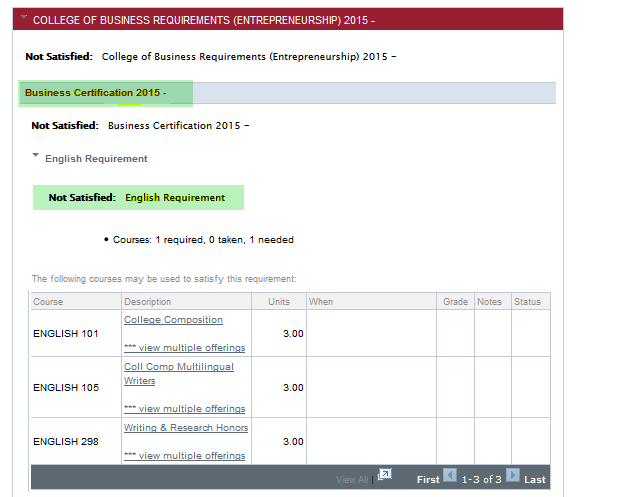 COLLEGE OF BUSINESS REQUIREMENTS (ENTREPRENEURSHIP) 2015 -
Not Satisfied: College of Business Requirements (Entrepreneurship) 2015 –
Business Certification 2015 -
Not Satisfied: Business Certification 2015 –
English Requirement
Not Satisfied: English Requirement
• Courses: 1 required, 0 taken, 1 needed
The following courses may be used to satisfy this requirement:
Course Description Units When Grade Notes Status
College Composition
ENGLISH 101 3.00
*** view multiple offerings
Coll Comp Multilingual
Writers
ENGLISH 105 3.00
*** view multiple offerings
Writing & Research Honors
ENGLISH 298 3.00
*** view multiple offerings
View All | First 1-3 of 3 Last